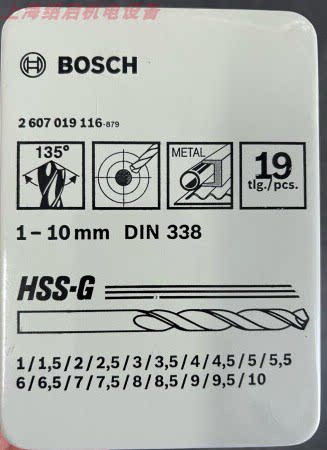 上海绍启机电设备
BOSCH
2 607 019 116-879
135°
METAL
19
tlg./pcs.
1 – 10 mm DIN 338
HSS-G
1/1,5/2/2,5/3/3,5/4/4,5/5/5,5
6/6,5/7/7,5/8/8,5/9/9,5/10